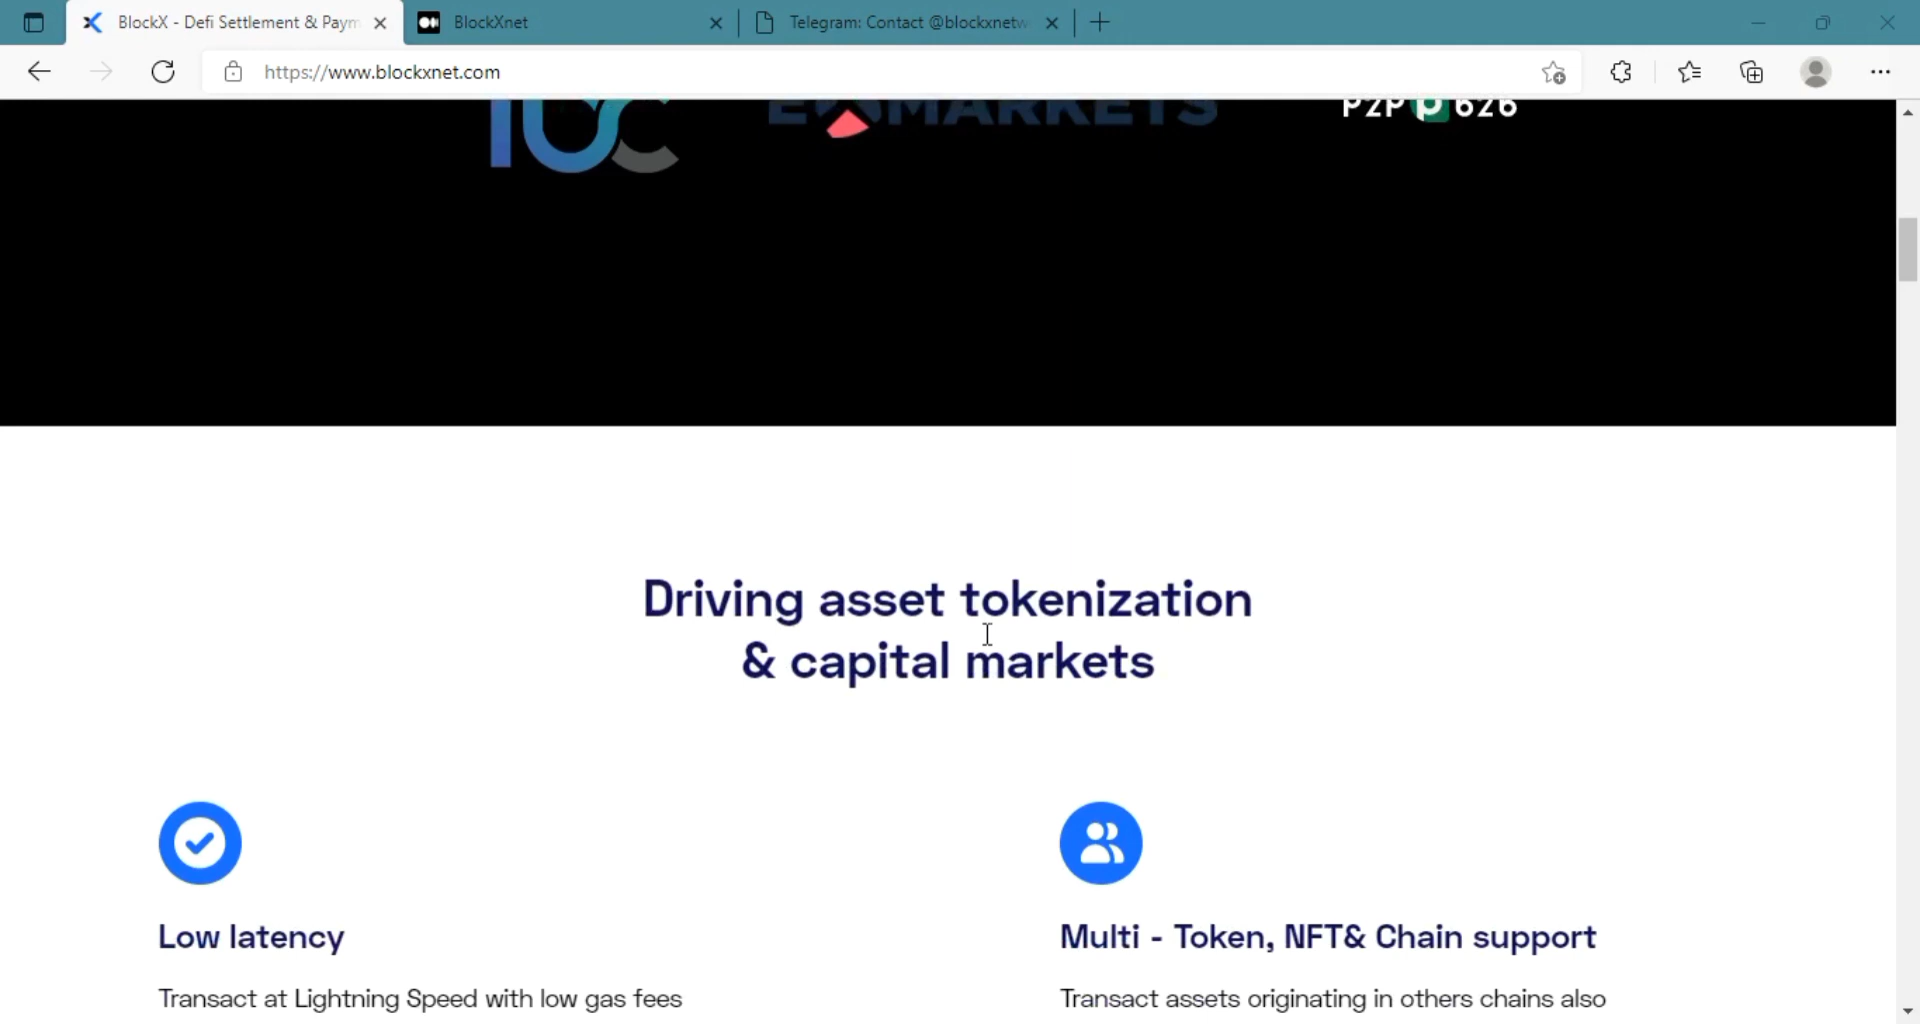 BlockX - Defi Settlement & Paym
BlockXnet
Telegram: Contact @blockxnetw
https://www.blockxnet.com
MARKETS
P2P p 626
Driving asset tokenization
& capital markets
Low latency
Multi - Token, NFT& Chain support
Transact at Lightning Speed with low gas fees
Transact assets originating in others chains also